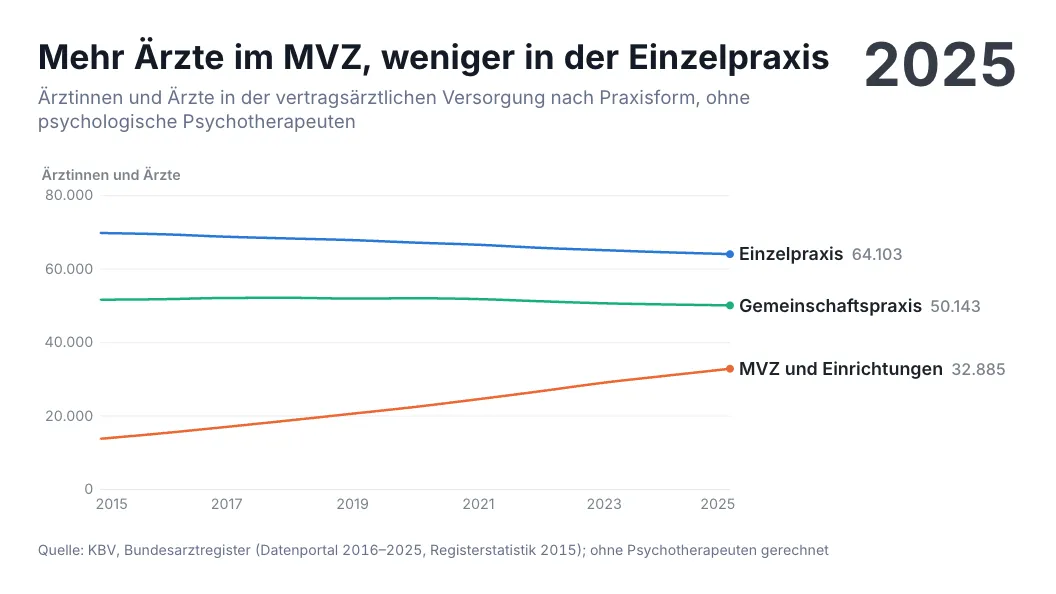 Mehr Ärzte im MVZ, weniger in der Einzelpraxis
2025
Ärztinnen und Ärzte in der vertragsärztlichen Versorgung nach Praxisform, ohne
psychologische Psychotherapeuten
Ärztinnen und Ärzte
80.000
60.000
40.000
20.000
0
Einzelpraxis 64.103
Gemeinschaftspraxis 50.143
MVZ und Einrichtungen 32.885
2015 2017 2019 2021 2023 2025
Quelle: KBV, Bundesarztregister (Datenportal 2016–2025, Registerstatistik 2015); ohne Psychotherapeuten gerechnet